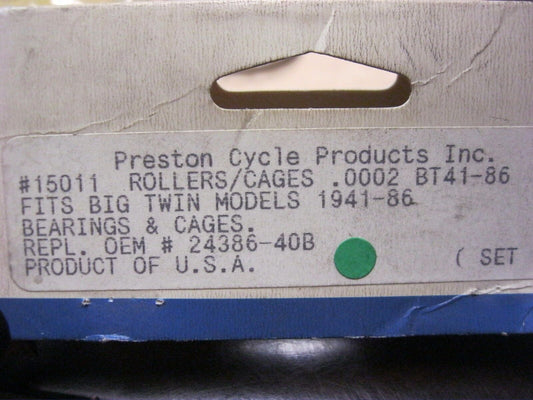 Preston Cycle Products Inc.
#15011 ROLLERS/CAGES .0002 BT41-86
FITS BIG TWIN MODELS 1941-86
BEARINGS & CAGES.
REPL. OEM # 24386-40B
PRODUCT OF U.S.A. ( SET